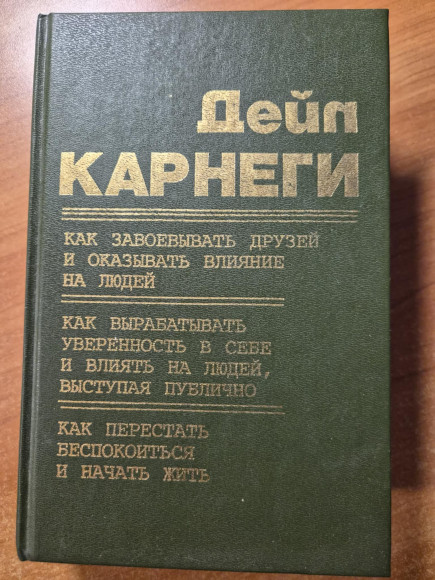 Дейл
КАРНЕГИ
КАК ЗАВОЕВЫВАТЬ ДРУЗЕЙ
И ОКАЗЫВАТЬ ВЛИЯНИЕ
НА ЛЮДЕЙ
КАК ВЫРАБАТЫВАТЬ
УВЕРЕННОСТЬ В СЕБЕ
И ВЛИЯТЬ НА ЛЮДЕЙ,
ВЫСТУПАЯ ПУБЛИЧНО
КАК ПЕРЕСТАТЬ
БЕСПОКОИТЬСЯ
И НАЧАТЬ ЖИТЬ